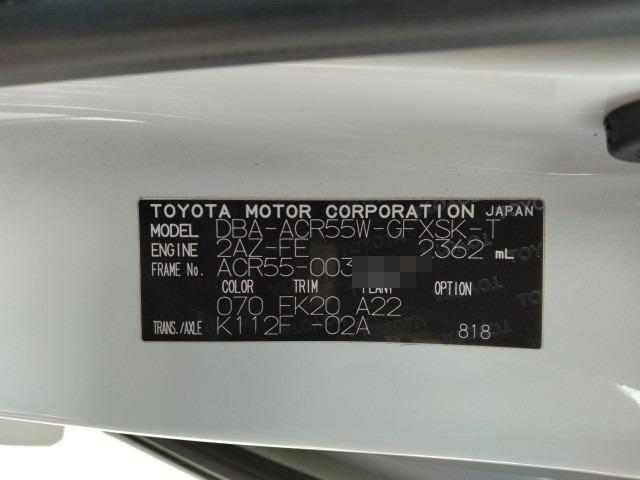 TOYOTA MOTOR CORPORATION JAPAN
MODEL DBA-ACR55W-GFXSK-T
ENGINE 2AZ-FE 2362 mL
FRAME No. ACR55-003
COLOR TRIM PLANT OPTION
070 FK20 A22
TRANS./AXLE K112F -02A 818